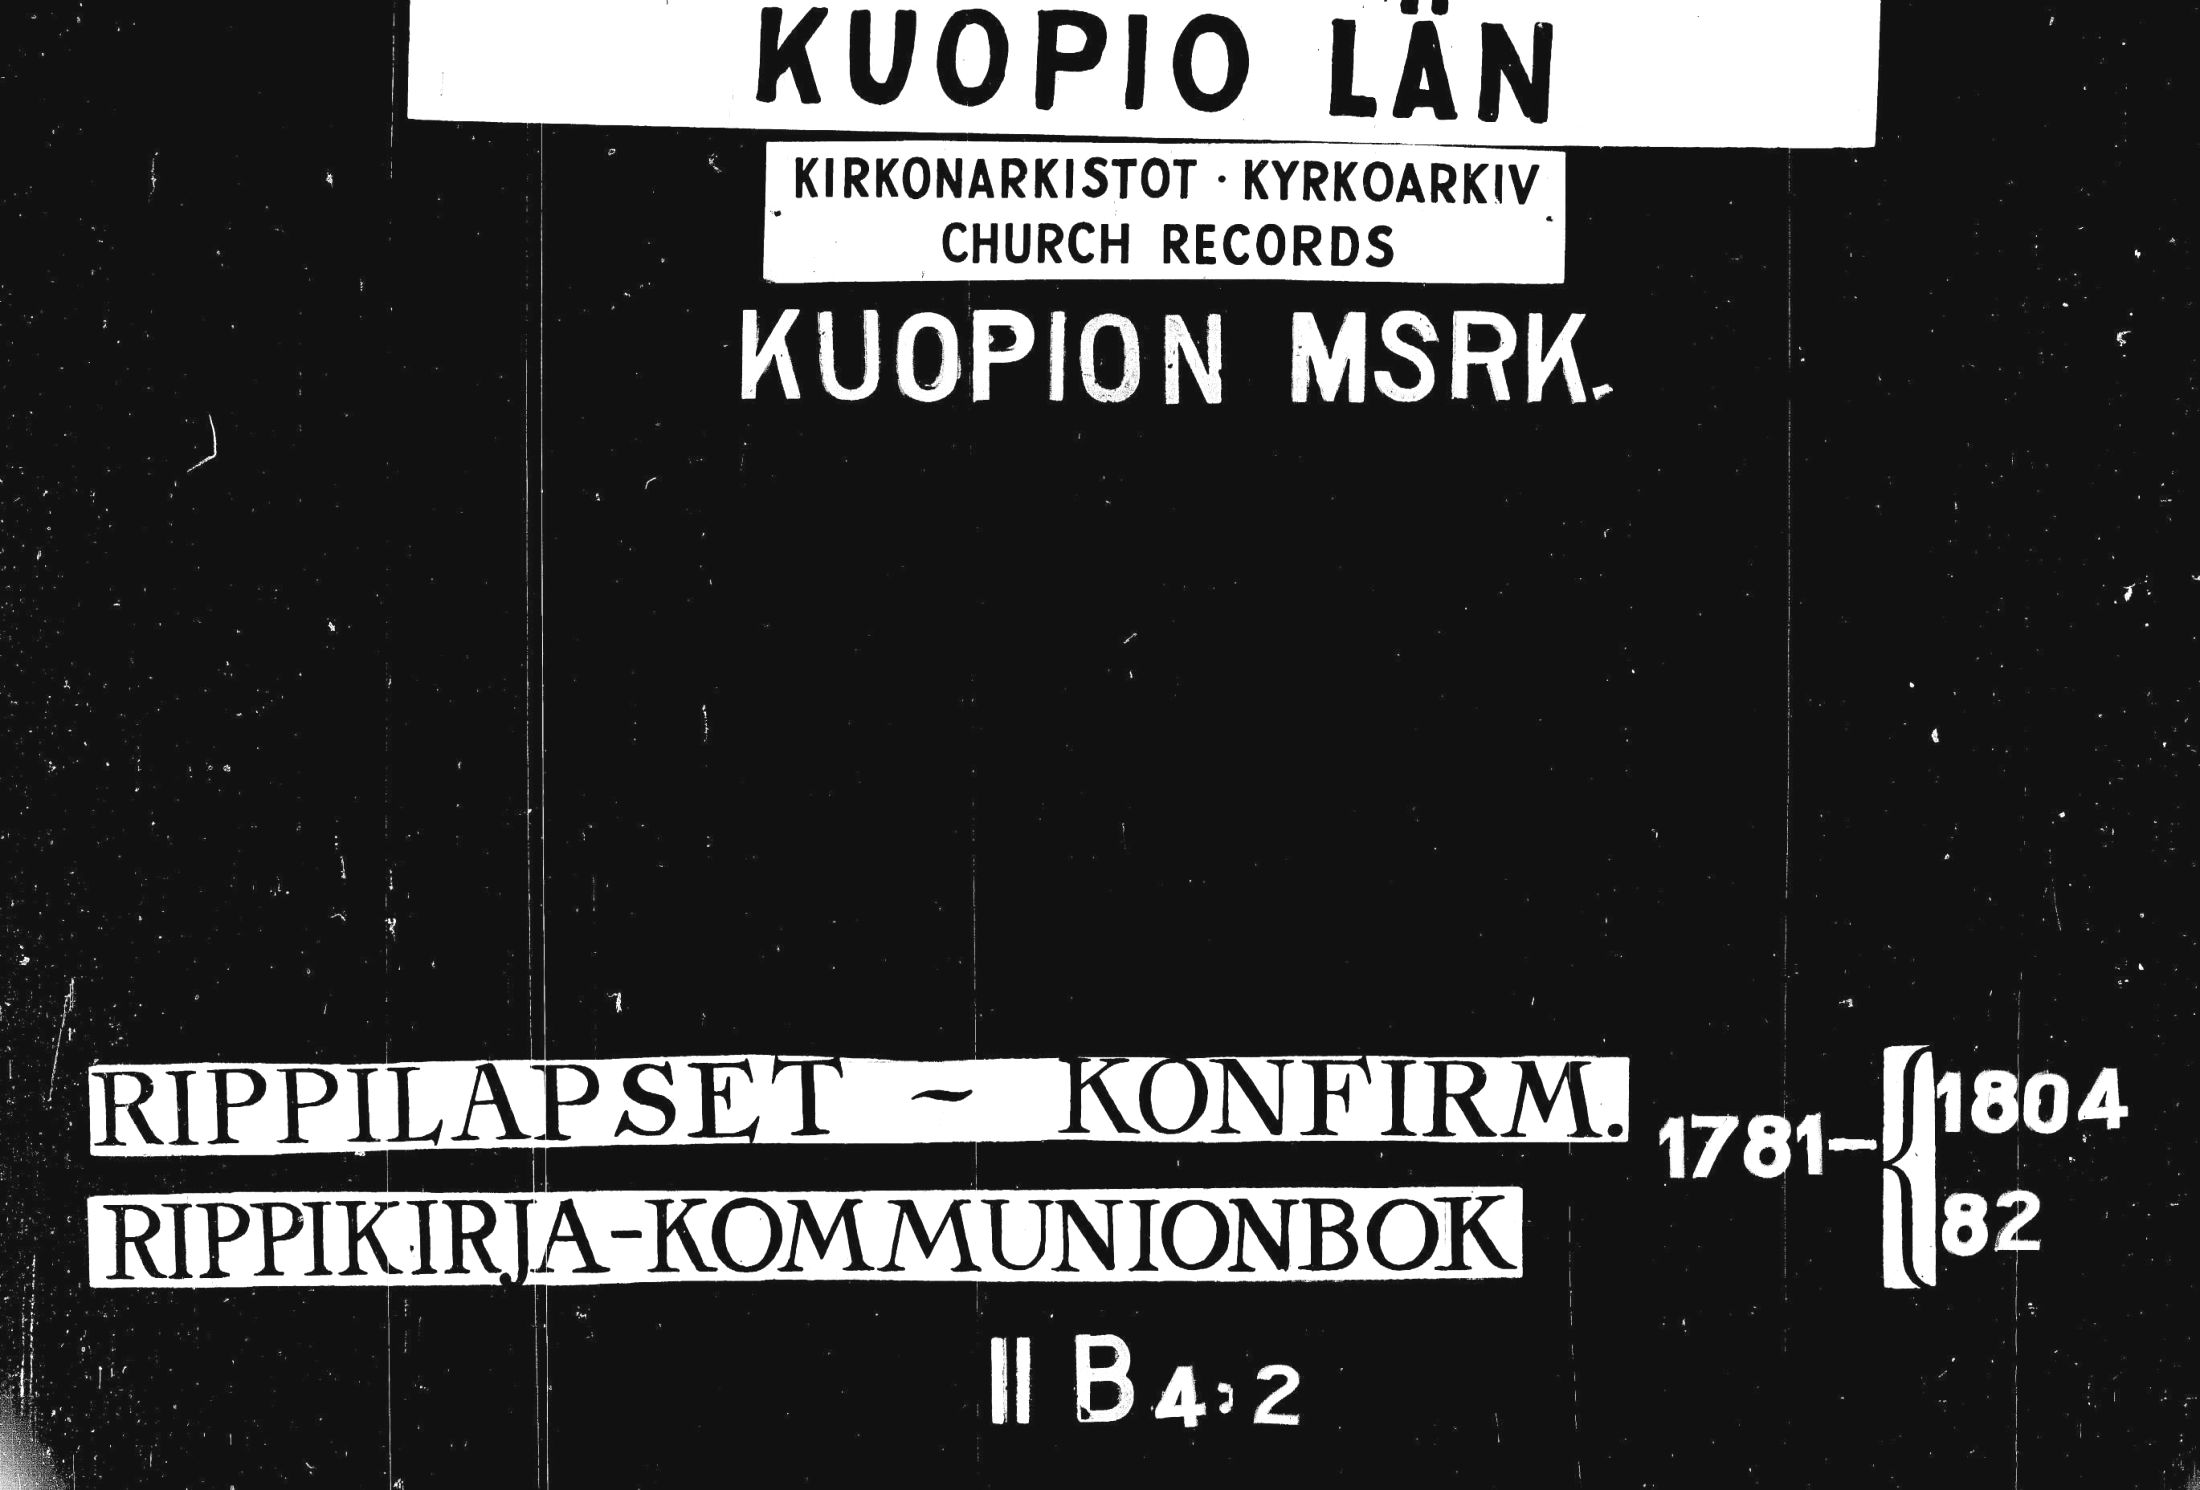 KUOPIO LÄN
KIRKONARKISTOT · KYRKOARKIV
CHURCH RECORDS
KUOPION MSRK.
RIPPILAPSET ~ KONFIRM.
1781–{1804
82
RIPPIKIRJA-KOMMUNIONBOK
II B 4,2